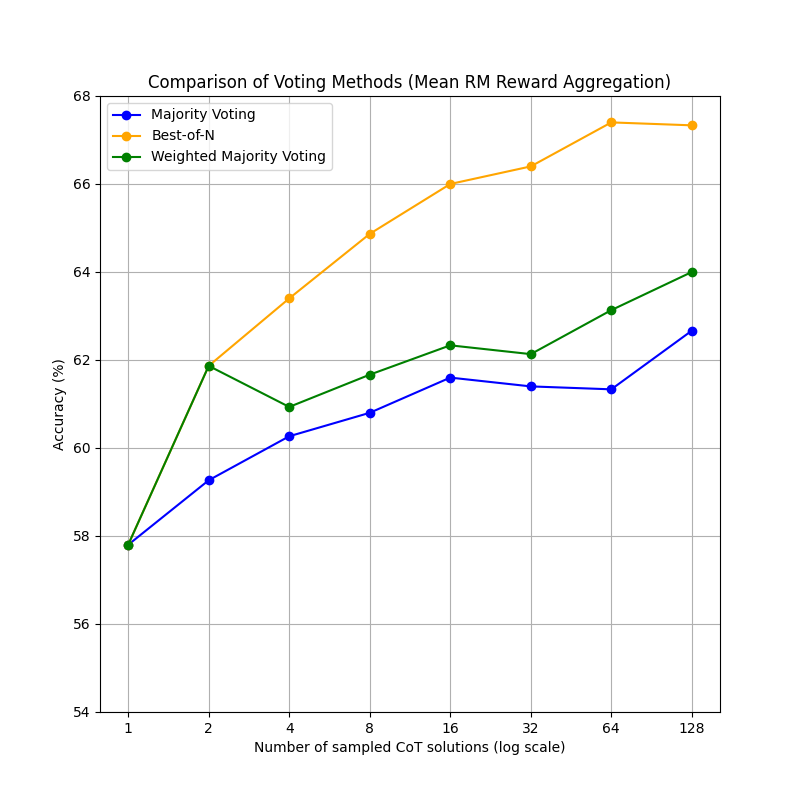 Comparison of Voting Methods (Mean RM Reward Aggregation)
Majority Voting
Best-of-N
Weighted Majority Voting
68
66
64
62
60
58
56
54
Accuracy (%)
1 2 4 8 16 32 64 128
Number of sampled CoT solutions (log scale)